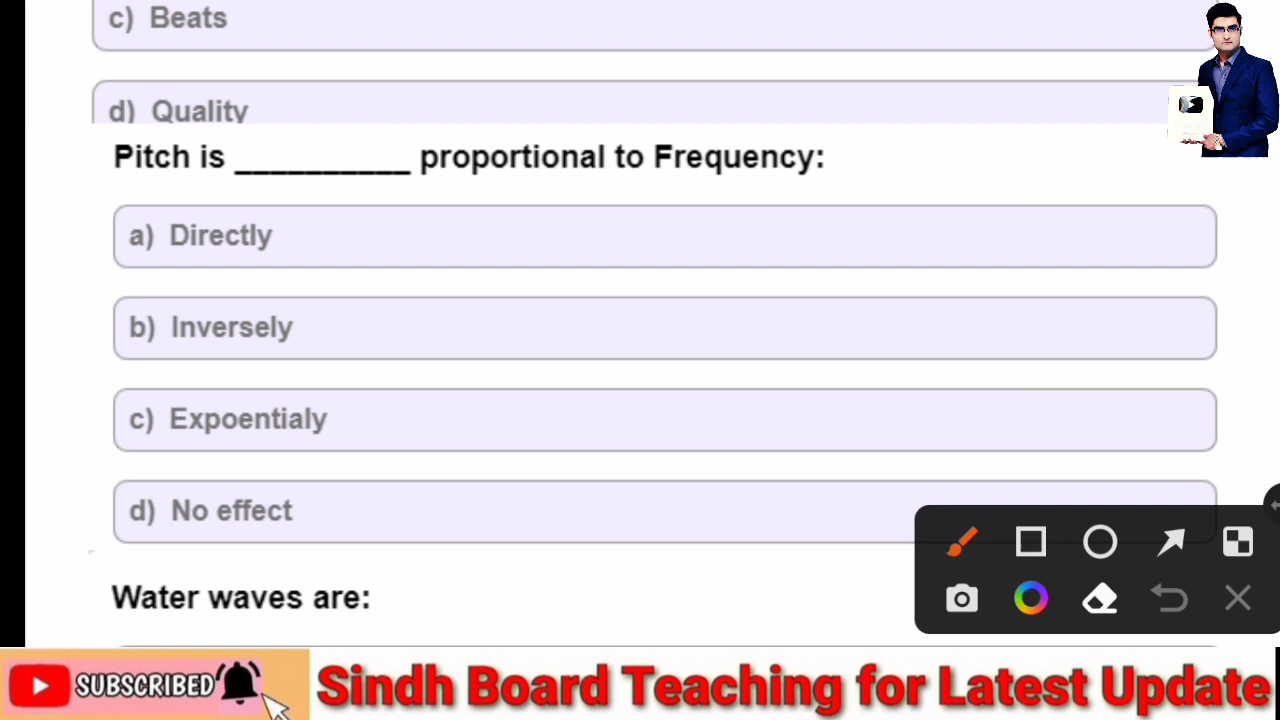 c) Beats
d) Quality
Pitch is __________ proportional to Frequency:
a) Directly
b) Inversely
c) Expoentialy
d) No effect
Water waves are:
SUBSCRIBED
Sindh Board Teaching for Latest Update